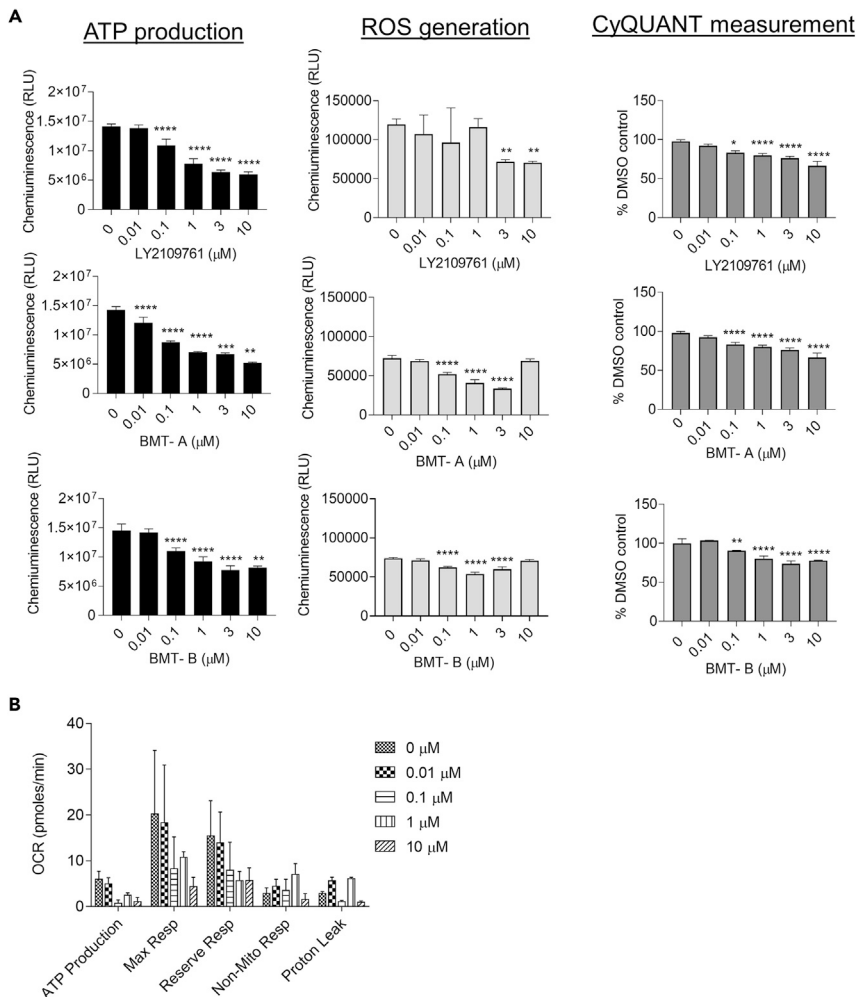 A
ATP production
ROS generation
CyQUANT measurement
Chemiuminescence (RLU)
2×10⁷
1.5×10⁷
1×10⁷
5×10⁶
0
**** **** **** ****
0 0.01 0.1 1 3 10
LY2109761 (μM)
Chemiuminescence (RLU)
150000
100000
50000
0
** **
0 0.01 0.1 1 3 10
LY2109761 (μM)
% DMSO control
150
100
50
0
* **** **** ****
0 0.01 0.1 1 3 10
LY2109761 (μM)
Chemiuminescence (RLU)
2×10⁷
1.5×10⁷
1×10⁷
5×10⁶
0
**** **** **** *** **
0 0.01 0.1 1 3 10
BMT- A (μM)
Chemiuminescence (RLU)
150000
100000
50000
0
**** **** ****
0 0.01 0.1 1 3 10
BMT- A (μM)
% DMSO control
150
100
50
0
**** **** **** ****
0 0.01 0.1 1 3 10
BMT- A (μM)
Chemiuminescence (RLU)
2×10⁷
1.5×10⁷
1×10⁷
5×10⁶
0
**** **** **** **
0 0.01 0.1 1 3 10
BMT- B (μM)
Chemiuminescence (RLU)
150000
100000
50000
0
**** **** ****
0 0.01 0.1 1 3 10
BMT- B (μM)
% DMSO control
150
100
50
0
** **** **** ****
0 0.01 0.1 1 3 10
BMT- B (μM)
B
OCR (pmoles/min)
40
30
20
10
0
ATP Production
Max Resp
Reserve Resp
Non-Mito Resp
Proton Leak
0 μM
0.01 μM
0.1 μM
1 μM
10 μM